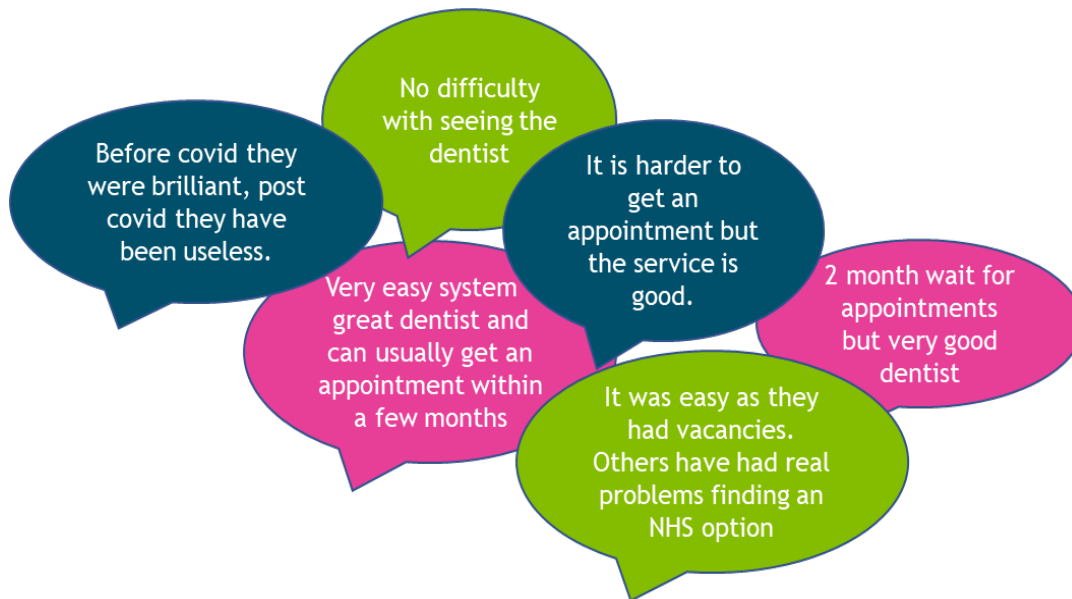 No difficulty
with seeing the
dentist
Before covid they
were brilliant, post
covid they have
been useless.
It is harder to
get an
appointment but
the service is
good.
Very easy system
great dentist and
can usually get an
appointment within
a few months
2 month wait for
appointments
but very good
dentist
It was easy as they
had vacancies.
Others have had real
problems finding an
NHS option